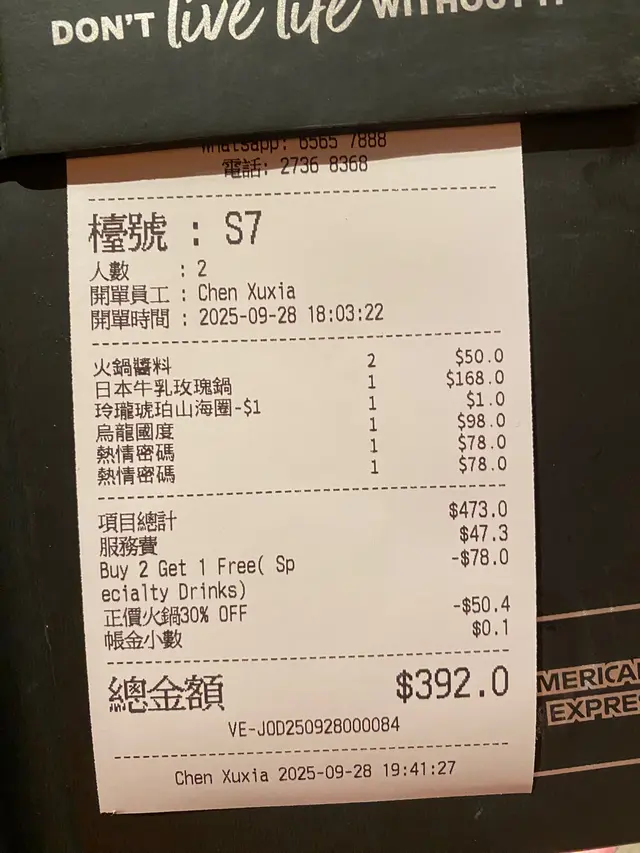 DON'T live life WITHOUT IT
Whatsapp: 6565 7888
電話: 2736 8368
檯號 : S7
人數 : 2
開單員工 : Chen Xuxia
開單時間 : 2025-09-28 18:03:22
火鍋醬料 2 $50.0
日本牛乳玫瑰鍋 1 $168.0
玲瓏琥珀山海圈-$1 1 $1.0
烏龍國度 1 $98.0
熱情密碼 1 $78.0
熱情密碼 1 $78.0
項目總計 $473.0
服務費 $47.3
Buy 2 Get 1 Free( Sp -$78.0
ecialty Drinks)
正價火鍋30% OFF -$50.4
帳金小數 $0.1
總金額 $392.0
VE-JOD250928000084
Chen Xuxia 2025-09-28 19:41:27
MERICA
EXPRE